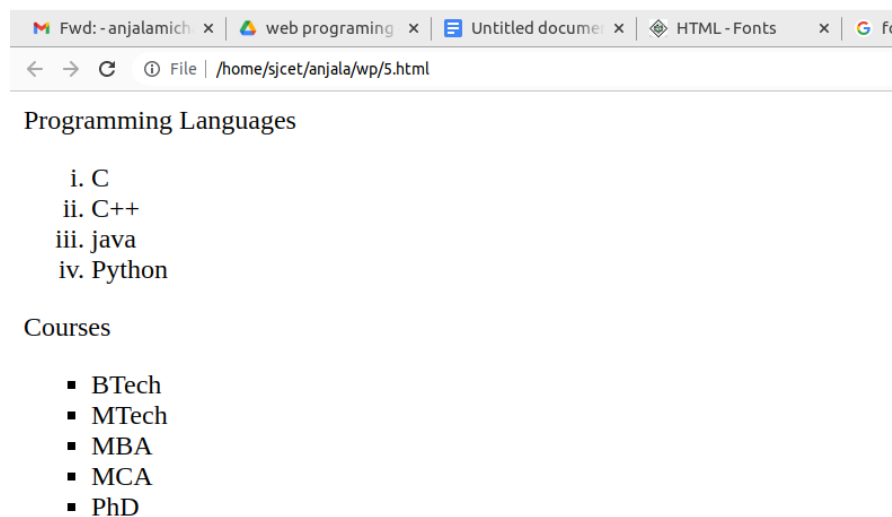 Fwd: - anjalamich
web programing
Untitled documen
HTML - Fonts
fo
File | /home/sjcet/anjala/wp/5.html
Programming Languages
i. C
ii. C++
iii. java
iv. Python
Courses
▪ BTech
▪ MTech
▪ MBA
▪ MCA
▪ PhD